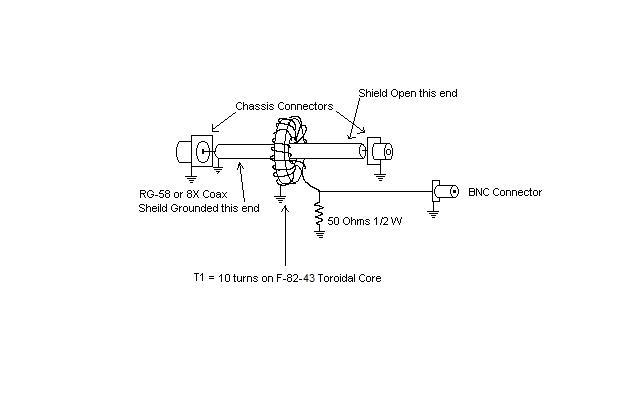 Shield Open this end
Chassis Connectors
RG-58 or 8X Coax
Sheild Grounded this end
BNC Connector
50 Ohms 1/2 W
T1 = 10 turns on F-82-43 Toroidal Core